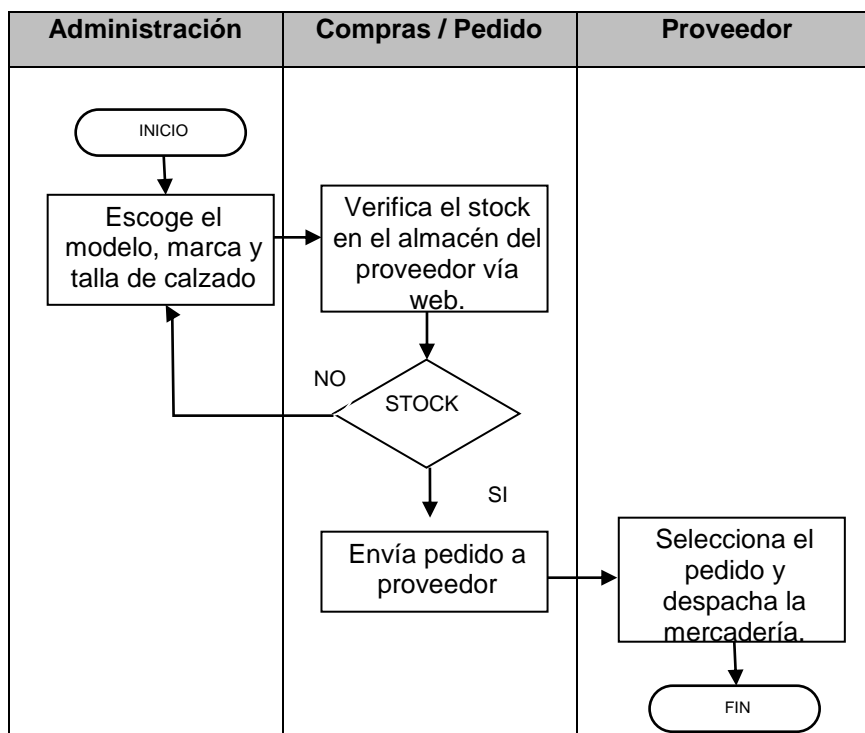 Administración
Compras / Pedido
Proveedor
INICIO
Escoge el
modelo, marca y
talla de calzado
Verifica el stock
en el almacén del
proveedor vía
web.
NO
STOCK
SI
Envía pedido a
proveedor
Selecciona el
pedido y
despacha la
mercadería.
FIN